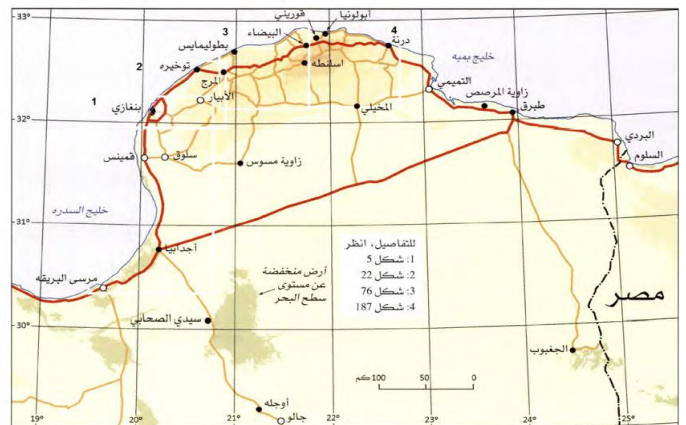 أبولونيا
قوريني
3
4
البيضاء
درنة
خليج بمبه
بطوليمايس
2
توخيره
اسلنطه
المرج
التميمي
زاوية المرصص
1
الأبيار
بنغازي
المخيلي
طبرق
البردي
السلوم
قمينس
سلوق
زاوية مسوس
خليج السدره
أجدابيا
للتفاصيل، انظر
1: شكل 5
2: شكل 22
3: شكل 76
4: شكل 187
أرض منخفضة
عن مستوى
سطح البحر
مرسى البريقه
مصر
سيدي الصحابي
الجغبوب
100كم 50 0
أوجله
جالو
33°
32°
31°
30°
19° 20° 21° 22° 23° 24° 25°